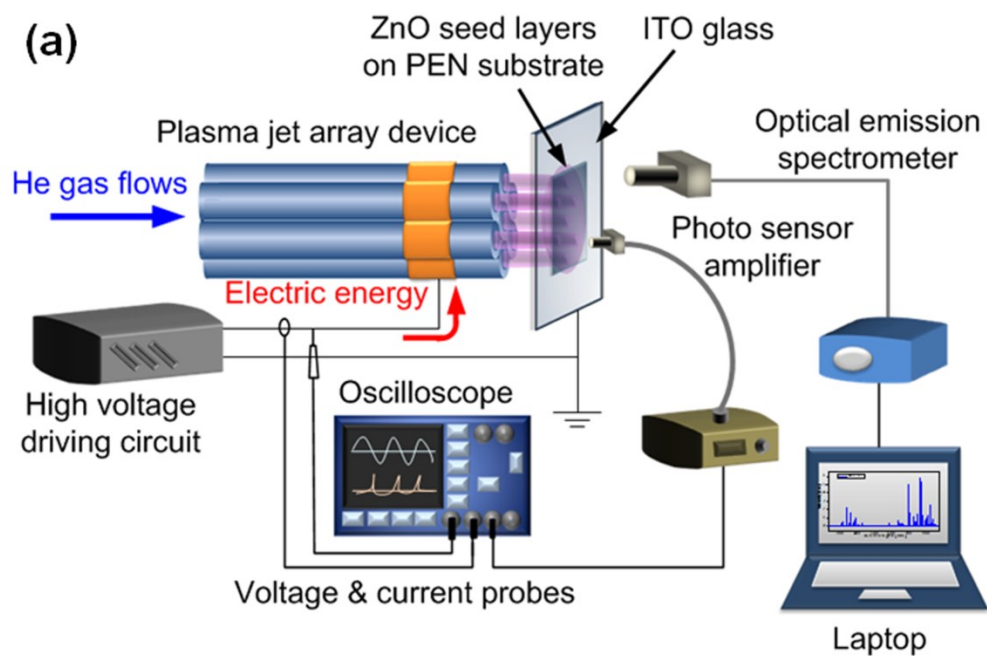 (a)
ZnO seed layers
on PEN substrate
ITO glass
Plasma jet array device
Optical emission
spectrometer
He gas flows
Photo sensor
amplifier
Electric energy
High voltage
driving circuit
Oscilloscope
Voltage & current probes
Laptop